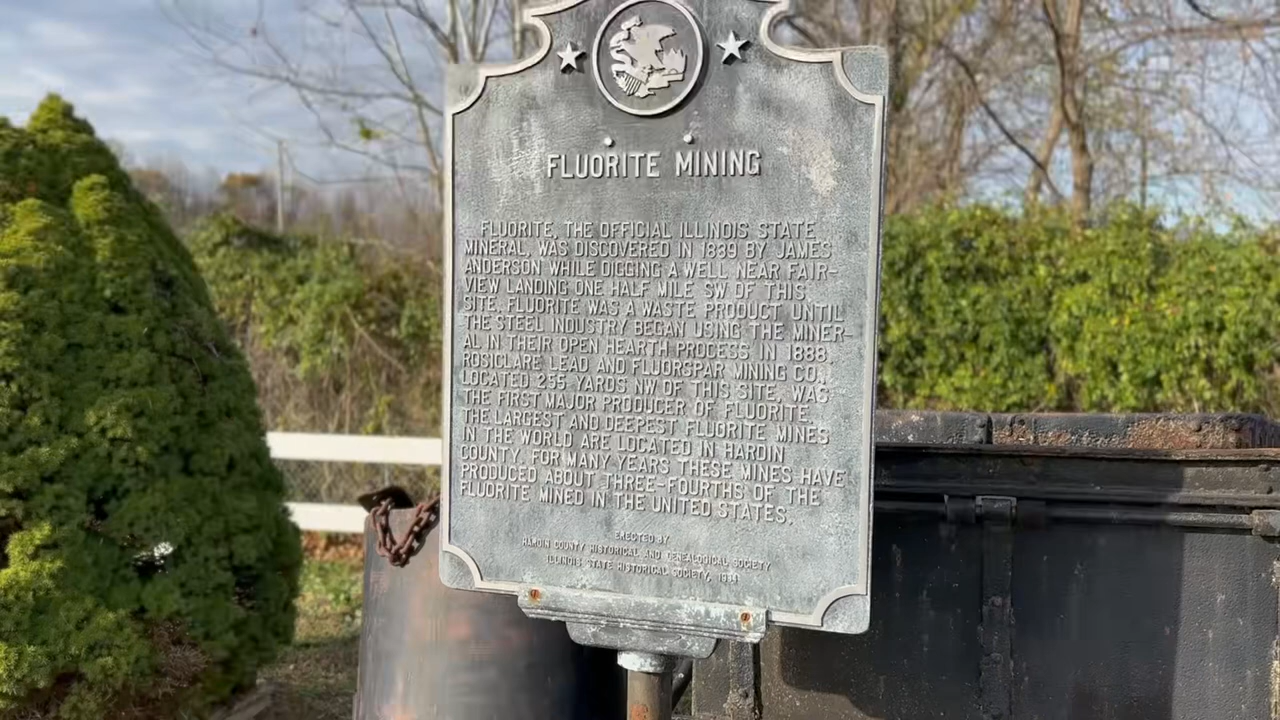 FLUORITE MINING
FLUORITE, THE OFFICIAL ILLINOIS STATE
MINERAL, WAS DISCOVERED IN 1839 BY JAMES
ANDERSON WHILE DIGGING A WELL NEAR FAIR-
VIEW LANDING ONE HALF MILE SW OF THIS
SITE. FLUORITE WAS A WASTE PRODUCT UNTIL
THE STEEL INDUSTRY BEGAN USING THE MINER-
AL IN THEIR OPEN HEARTH PROCESS IN 1888.
ROSICLARE LEAD AND FLUORSPAR MINING CO.,
LOCATED 255 YARDS NW OF THIS SITE, WAS
THE FIRST MAJOR PRODUCER OF FLUORITE.
THE LARGEST AND DEEPEST FLUORITE MINES
IN THE WORLD ARE LOCATED IN HARDIN
COUNTY. FOR MANY YEARS THESE MINES HAVE
PRODUCED ABOUT THREE-FOURTHS OF THE
FLUORITE MINED IN THE UNITED STATES.
ERECTED BY
HARDIN COUNTY HISTORICAL AND GENEALOGICAL SOCIETY
ILLINOIS STATE HISTORICAL SOCIETY,